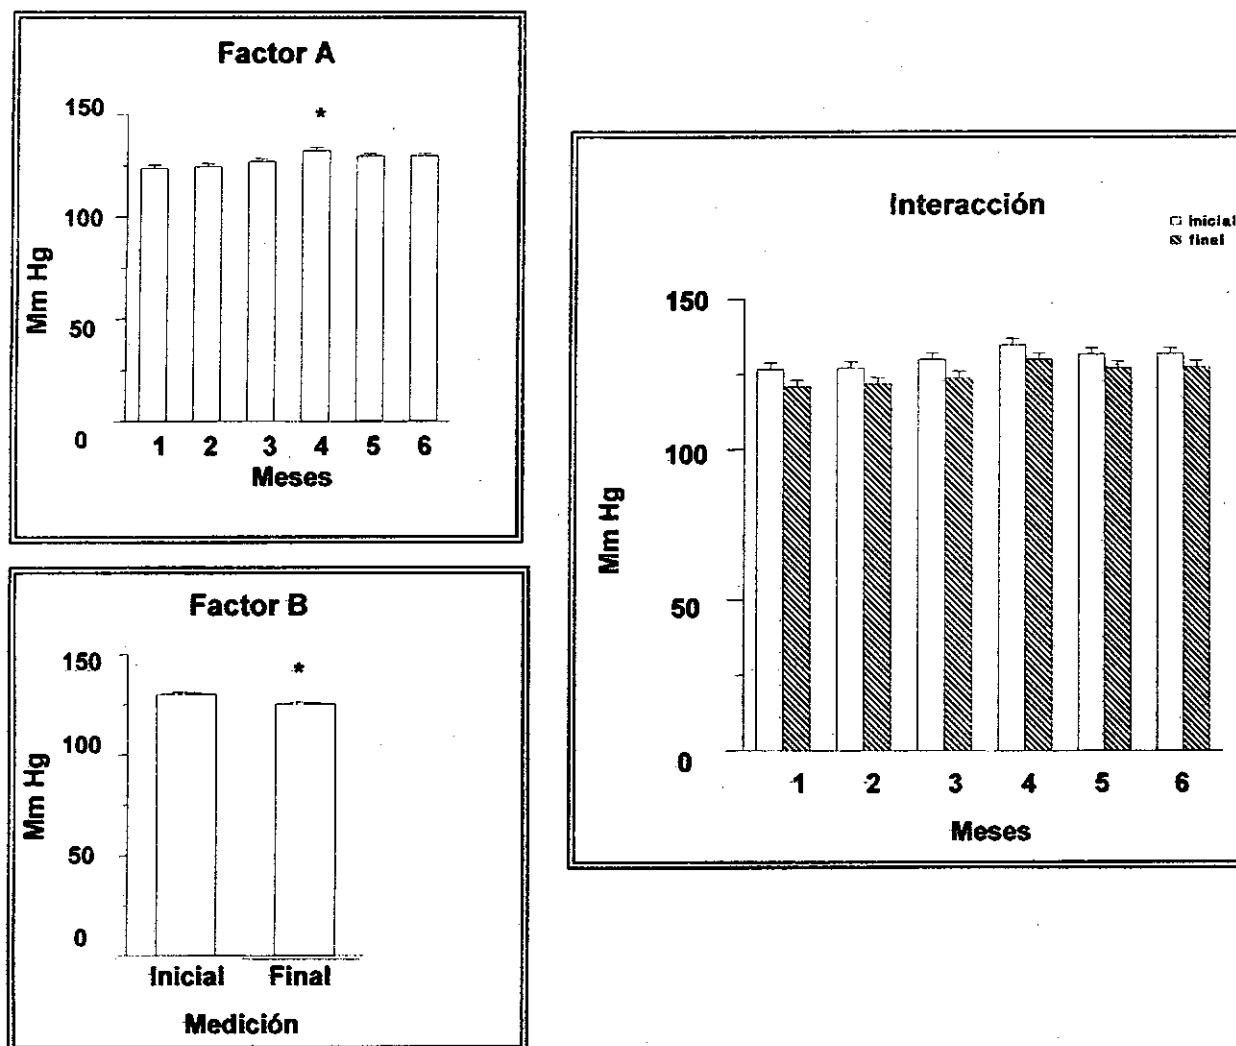 Factor A
*
150
100
50
0
Mm Hg
1 2 3 4 5 6
Meses
Factor B
*
150
100
50
0
Mm Hg
Inicial Final
Medición
Interacción
inicial
final
150
100
50
0
Mm Hg
1 2 3 4 5 6
Meses